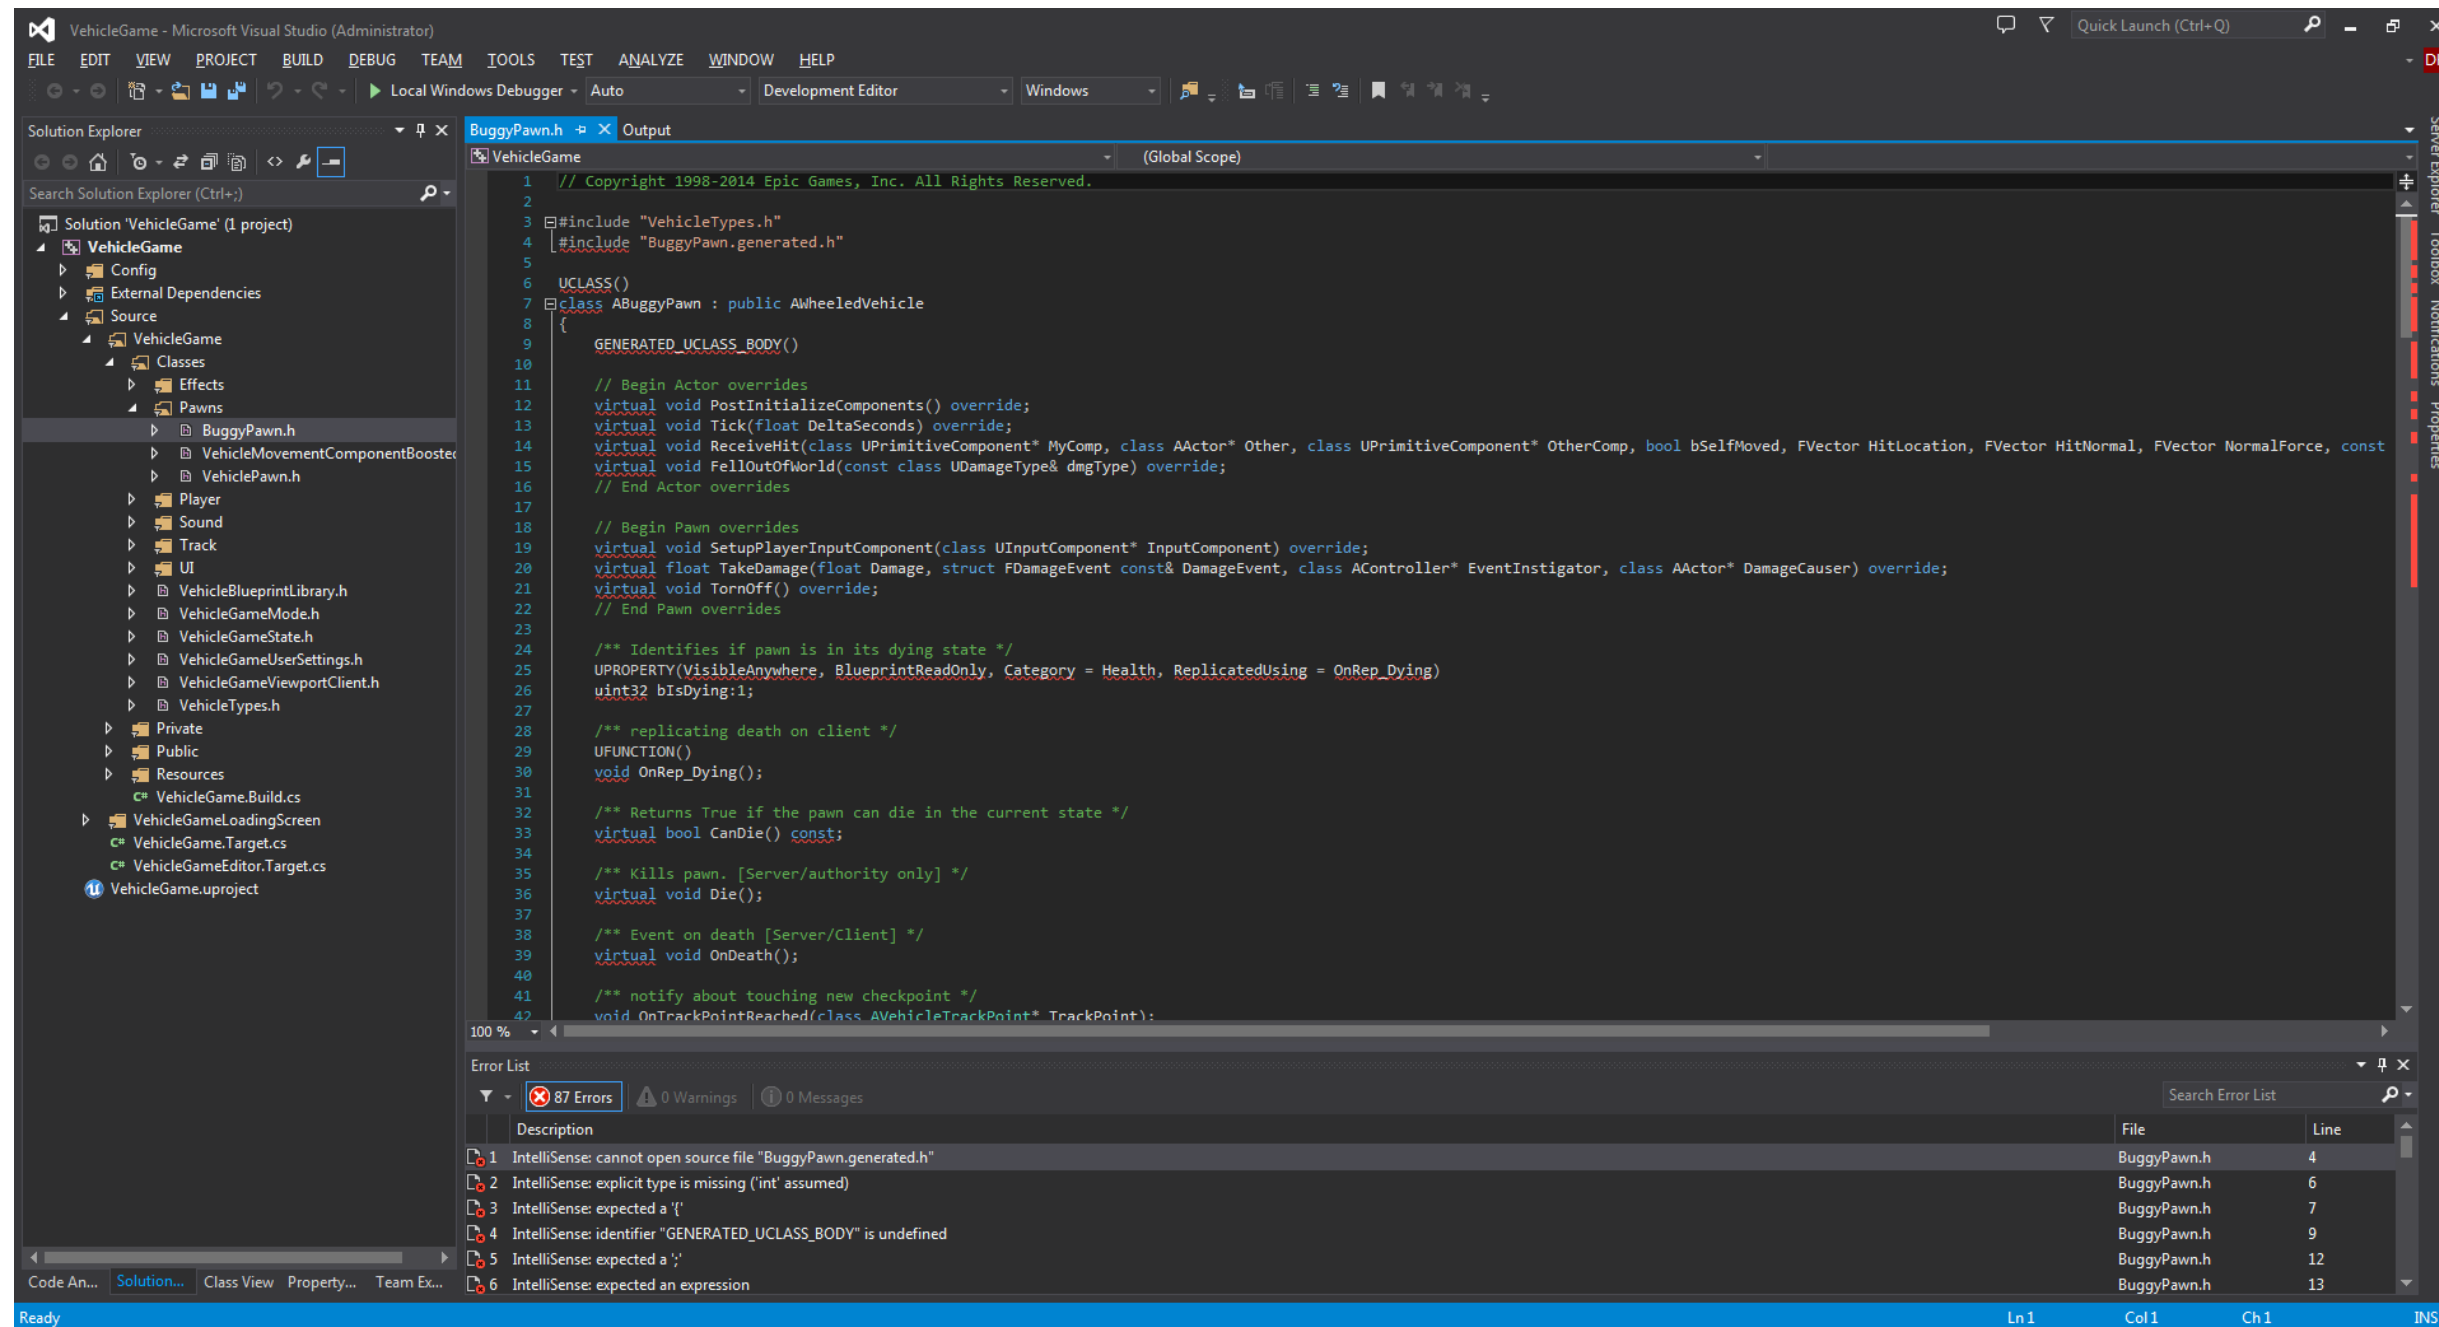 VehicleGame - Microsoft Visual Studio (Administrator)
Quick Launch (Ctrl+Q)
FILE EDIT VIEW PROJECT BUILD DEBUG TEAM TOOLS TEST ANALYZE WINDOW HELP
Local Windows Debugger Auto Development Editor Windows
Solution Explorer
Search Solution Explorer (Ctrl+;)
Solution 'VehicleGame' (1 project)
VehicleGame
Config
External Dependencies
Source
VehicleGame
Classes
Effects
Pawns
BuggyPawn.h
VehicleMovementComponentBoosted
VehiclePawn.h
Player
Sound
Track
UI
VehicleBlueprintLibrary.h
VehicleGameMode.h
VehicleGameState.h
VehicleGameUserSettings.h
VehicleGameViewportClient.h
VehicleTypes.h
Private
Public
Resources
C# VehicleGame.Build.cs
VehicleGameLoadingScreen
C# VehicleGame.Target.cs
C# VehicleGameEditor.Target.cs
VehicleGame.uproject
Code An... Solution... Class View Property... Team Ex...
BuggyPawn.h Output
VehicleGame (Global Scope)
1 // Copyright 1998-2014 Epic Games, Inc. All Rights Reserved.
2
3 #include "VehicleTypes.h"
4 #include "BuggyPawn.generated.h"
5
6 UCLASS()
7 class ABuggyPawn : public AWheeledVehicle
8 {
9 GENERATED_UCLASS_BODY()
10
11 // Begin Actor overrides
12 virtual void PostInitializeComponents() override;
13 virtual void Tick(float DeltaSeconds) override;
14 virtual void ReceiveHit(class UPrimitiveComponent* MyComp, class AActor* Other, class UPrimitiveComponent* OtherComp, bool bSelfMoved, FVector HitLocation, FVector HitNormal, FVector NormalForce, const
15 virtual void FellOutOfWorld(const class UDamageType& dmgType) override;
16 // End Actor overrides
17
18 // Begin Pawn overrides
19 virtual void SetupPlayerInputComponent(class UInputComponent* InputComponent) override;
20 virtual float TakeDamage(float Damage, struct FDamageEvent const& DamageEvent, class AController* EventInstigator, class AActor* DamageCauser) override;
21 virtual void TornOff() override;
22 // End Pawn overrides
23
24 /** Identifies if pawn is in its dying state */
25 UPROPERTY(VisibleAnywhere, BlueprintReadOnly, Category = Health, ReplicatedUsing = OnRep_Dying)
26 uint32 bIsDying:1;
27
28 /** replicating death on client */
29 UFUNCTION()
30 void OnRep_Dying();
31
32 /** Returns True if the pawn can die in the current state */
33 virtual bool CanDie() const;
34
35 /** Kills pawn. [Server/authority only] */
36 virtual void Die();
37
38 /** Event on death [Server/Client] */
39 virtual void OnDeath();
40
41 /** notify about touching new checkpoint */
42 void OnTrackPointReached(class AVehicleTrackPoint* TrackPoint);
100 %
Server Explorer
Toolbox
Notifications
Properties
Error List
87 Errors 0 Warnings 0 Messages
Search Error List
Description File Line
1 IntelliSense: cannot open source file "BuggyPawn.generated.h" BuggyPawn.h 4
2 IntelliSense: explicit type is missing ('int' assumed) BuggyPawn.h 6
3 IntelliSense: expected a '{' BuggyPawn.h 7
4 IntelliSense: identifier "GENERATED_UCLASS_BODY" is undefined BuggyPawn.h 9
5 IntelliSense: expected a ';' BuggyPawn.h 12
6 IntelliSense: expected an expression BuggyPawn.h 13
Ready Ln 1 Col 1 Ch 1 INS